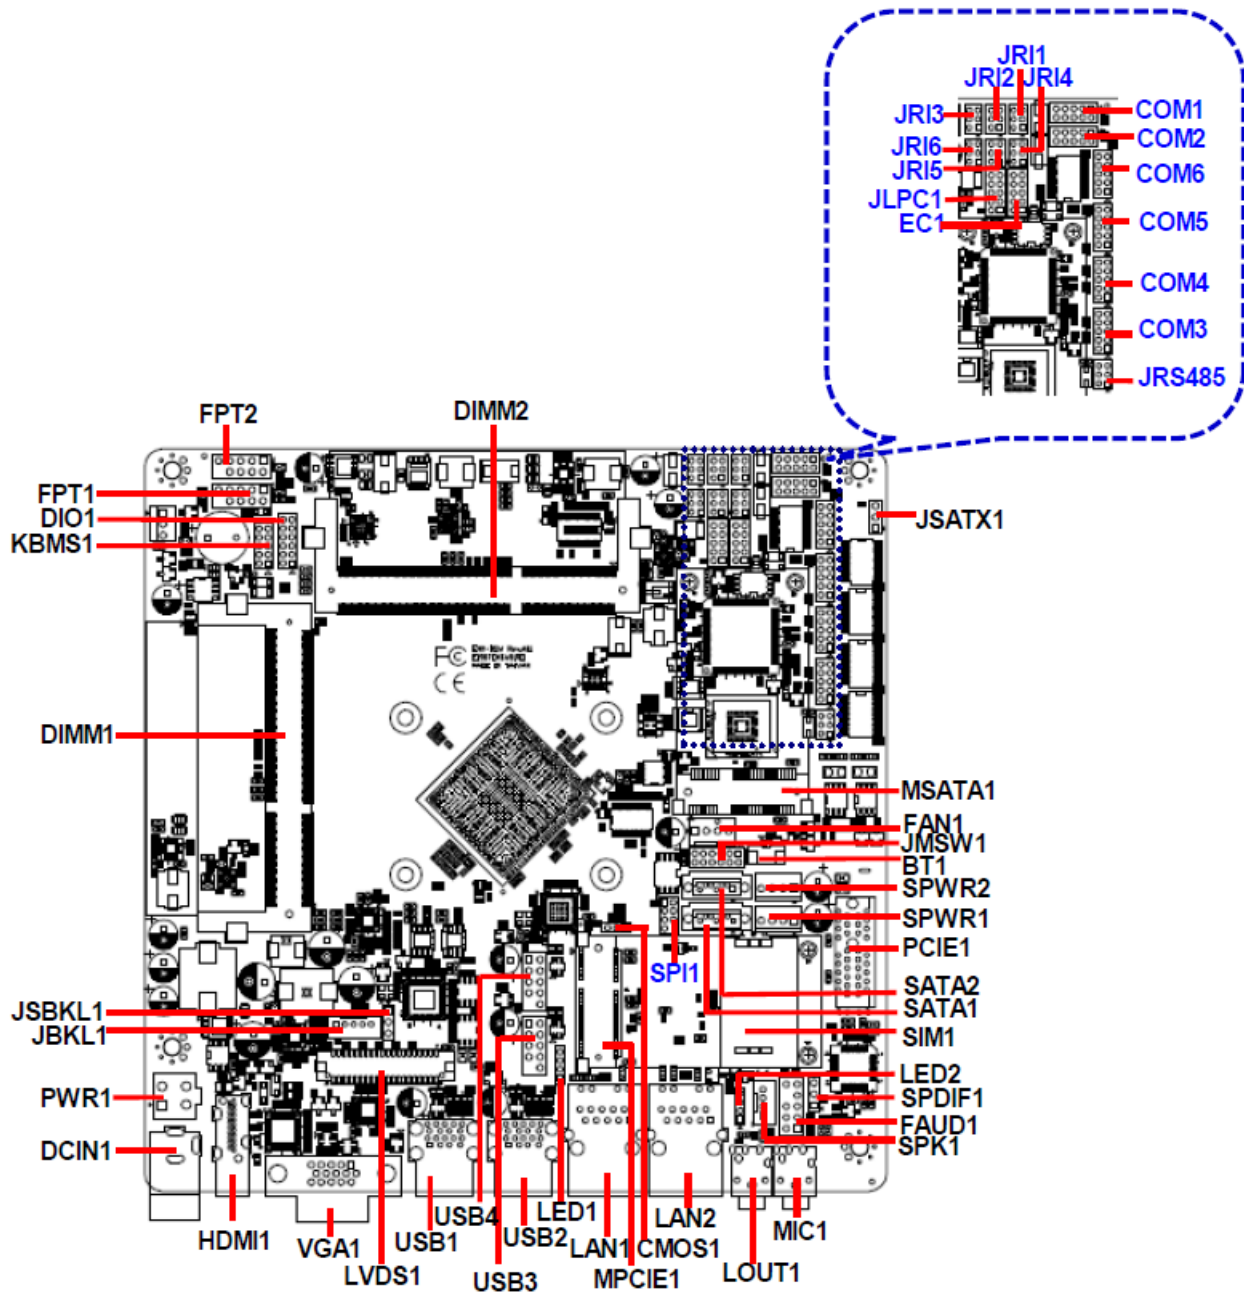 JRI1
JRI2 JRI4
JRI3
COM1
COM2
JRI6
JRI5
COM6
JLPC1
EC1
COM5
COM4
COM3
JRS485
FPT2
DIMM2
FPT1
DIO1
KBMS1
JSATX1
FC
CE
DIMM1
MSATA1
FAN1
JMSW1
BT1
SPWR2
SPWR1
PCIE1
SPI1
SATA2
SATA1
SIM1
JSBKL1
JBKL1
LED2
PWR1
SPDIF1
FAUD1
SPK1
DCIN1
HDMI1
VGA1
LVDS1
USB1
USB4
USB3
USB2
LED1
LAN1
MPCIE1
CMOS1
LAN2
LOUT1
MIC1